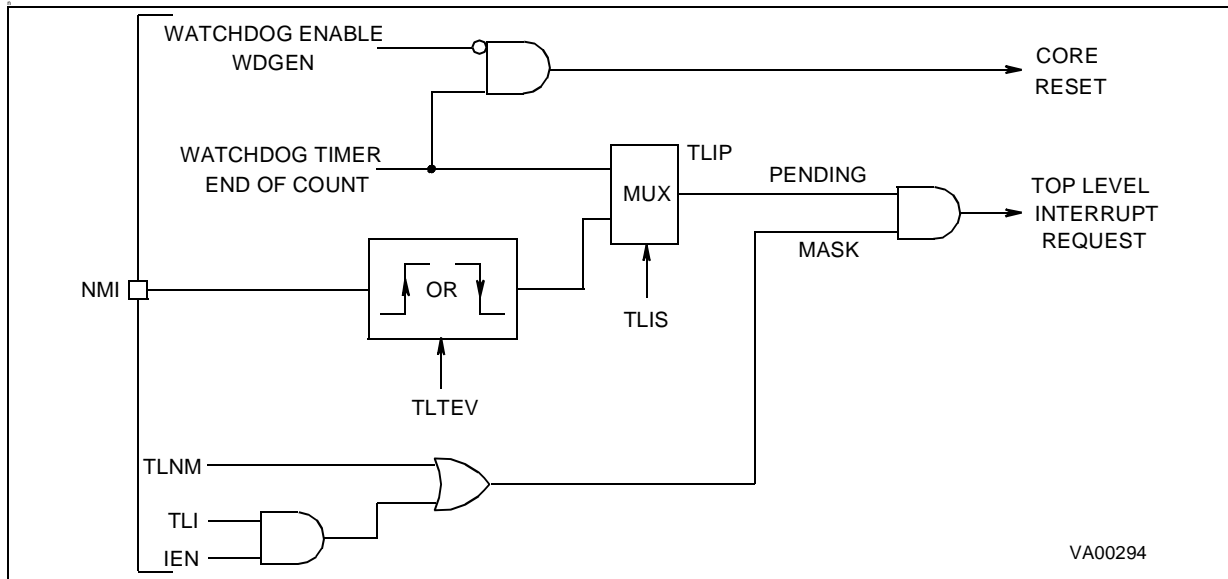 n
WATCHDOG ENABLE
WDGEN
CORE
RESET
WATCHDOG TIMER
END OF COUNT
TLIP
MUX
PENDING
TOP LEVEL
INTERRUPT
REQUEST
MASK
NMI
OR
TLIS
TLTEV
TLNM
TLI
IEN
VA00294